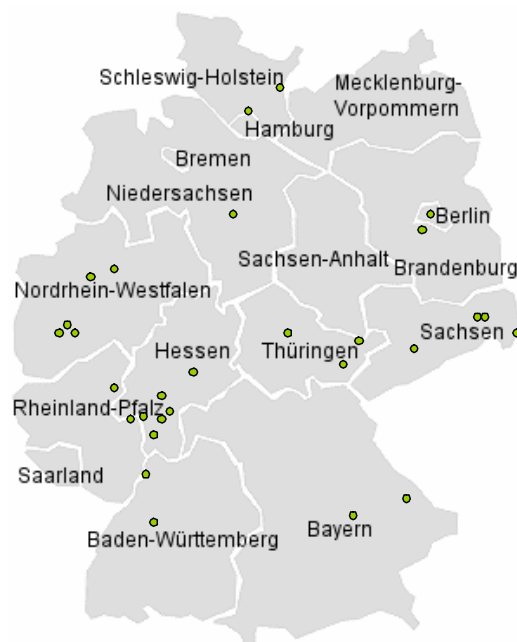 Schleswig-Holstein
Mecklenburg-
Vorpommern
Hamburg
Bremen
Niedersachsen
Berlin
Sachsen-Anhalt
Brandenburg
Nordrhein-Westfalen
Sachsen
Hessen
Thüringen
Rheinland-Pfalz
Saarland
Bayern
Baden-Württemberg